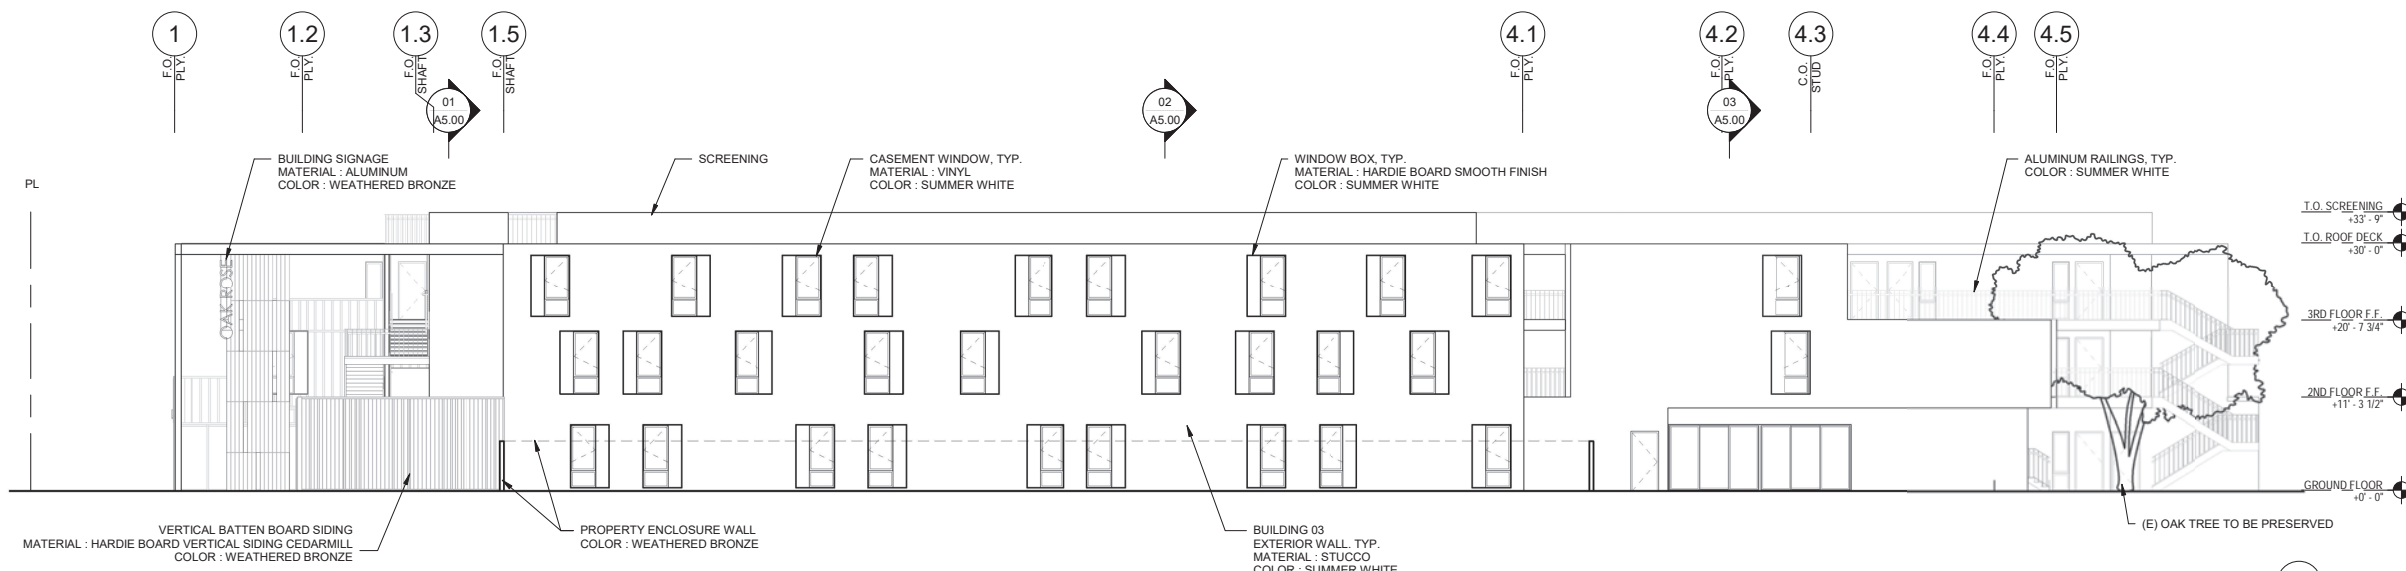 1
1.2
1.3
1.5
4.1
4.2
4.3
4.4
4.5
F.O.
PLY.
F.O.
PLY.
F.O.
SHAFT
F.O.
SHAFT
F.O.
PLY.
F.O.
PLY.
C.O.
STUD
F.O.
PLY.
F.O.
PLY.
01
A5.00
02
A5.00
03
A5.00
PL
BUILDING SIGNAGE
MATERIAL : ALUMINUM
COLOR : WEATHERED BRONZE
SCREENING
CASEMENT WINDOW, TYP.
MATERIAL : VINYL
COLOR : SUMMER WHITE
WINDOW BOX, TYP.
MATERIAL : HARDIE BOARD SMOOTH FINISH
COLOR : SUMMER WHITE
ALUMINUM RAILINGS, TYP.
COLOR : SUMMER WHITE
T.O. SCREENING
+33' - 9"
T.O. ROOF DECK
+30' - 0"
OAK ROSE
3RD FLOOR F.F.
+20' - 7 3/4"
2ND FLOOR F.F.
+11' - 3 1/2"
GROUND FLOOR
+0' - 0"
VERTICAL BATTEN BOARD SIDING
MATERIAL : HARDIE BOARD VERTICAL SIDING CEDARMILL
COLOR : WEATHERED BRONZE
PROPERTY ENCLOSURE WALL
COLOR : WEATHERED BRONZE
BUILDING 03
EXTERIOR WALL. TYP.
MATERIAL : STUCCO
COLOR : SUMMER WHITE
(E) OAK TREE TO BE PRESERVED